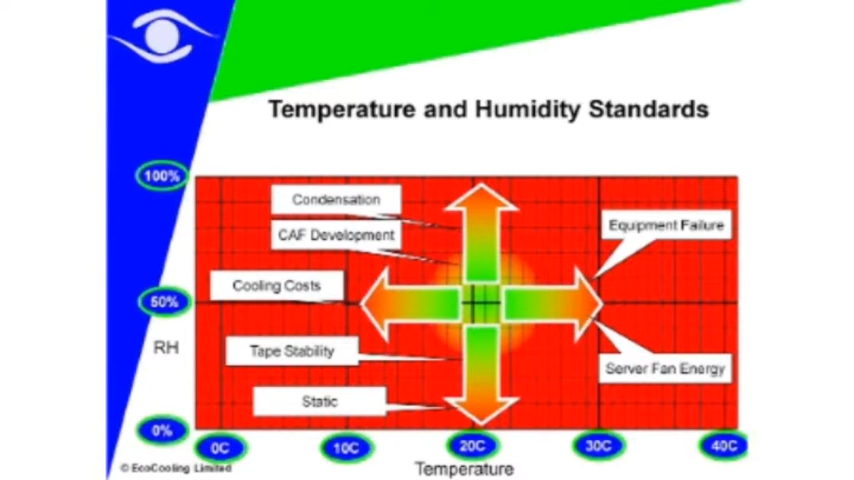 Temperature and Humidity Standards
100%
Condensation
CAF Development
Equipment Failure
Cooling Costs
50%
RH
Tape Stability
Server Fan Energy
Static
0%
0C
10C
20C
30C
40C
© EcoCooling Limited
Temperature